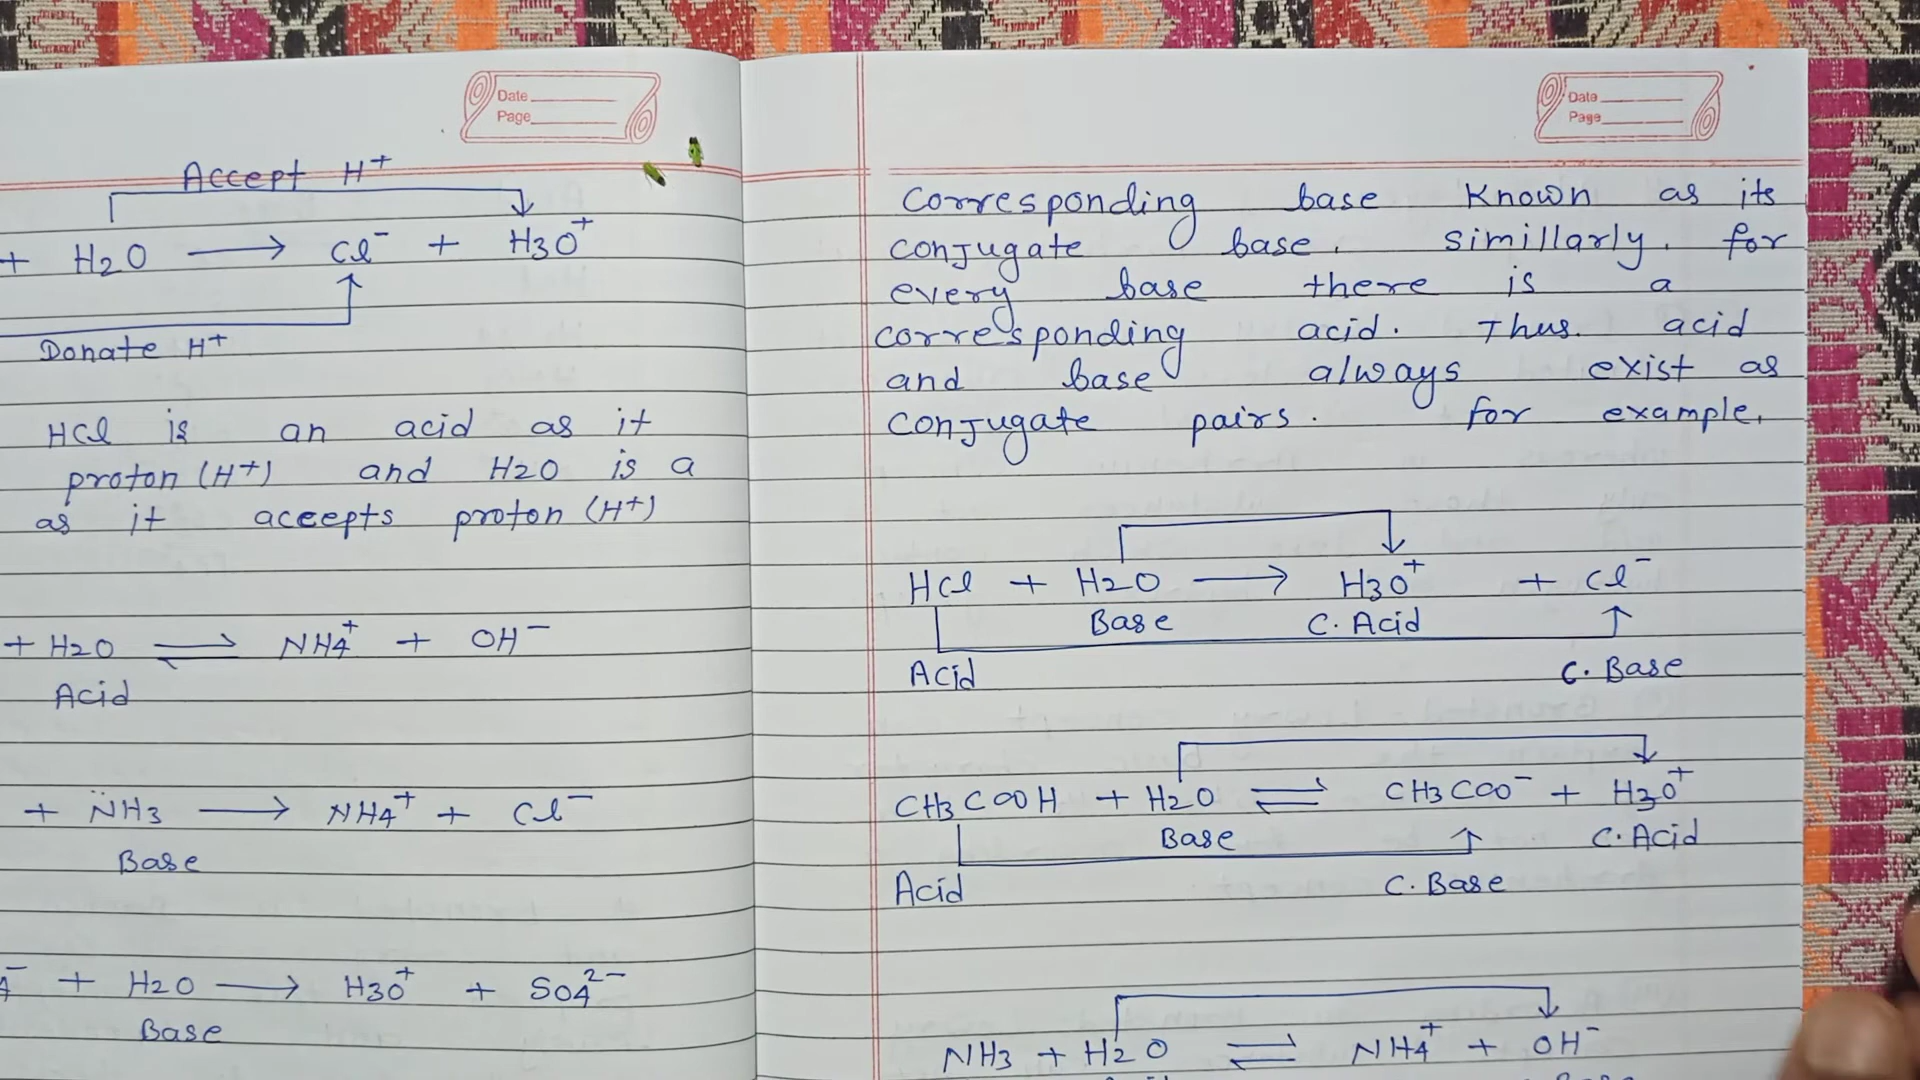 Date
Page
Accept H+
+ H2O ⟶ Cl⁻ + H3O⁺
Donate H+
HCl is an acid as it
proton (H+) and H2O is a
as it accepts proton (H+)
+ H2O ⇌ NH4⁺ + OH⁻
Acid
+ N̈H3 ⟶ NH4⁺ + Cl⁻
Base
4⁻ + H2O ⟶ H3O⁺ + SO4²⁻
Base
Date
Page
Corresponding base Known as its
conjugate base. simillarly. for
every base there is a
corresponding acid. Thus. acid
and base always exist as
conjugate pairs. for example,
HCl + H2O ⟶ H3O⁺ + Cl⁻
Base C. Acid
Acid C. Base
CH3COOH + H2O ⇌ CH3COO⁻ + H3O⁺
Base C. Acid
Acid C. Base
NH3 + H2O ⇌ NH4⁺ + OH⁻